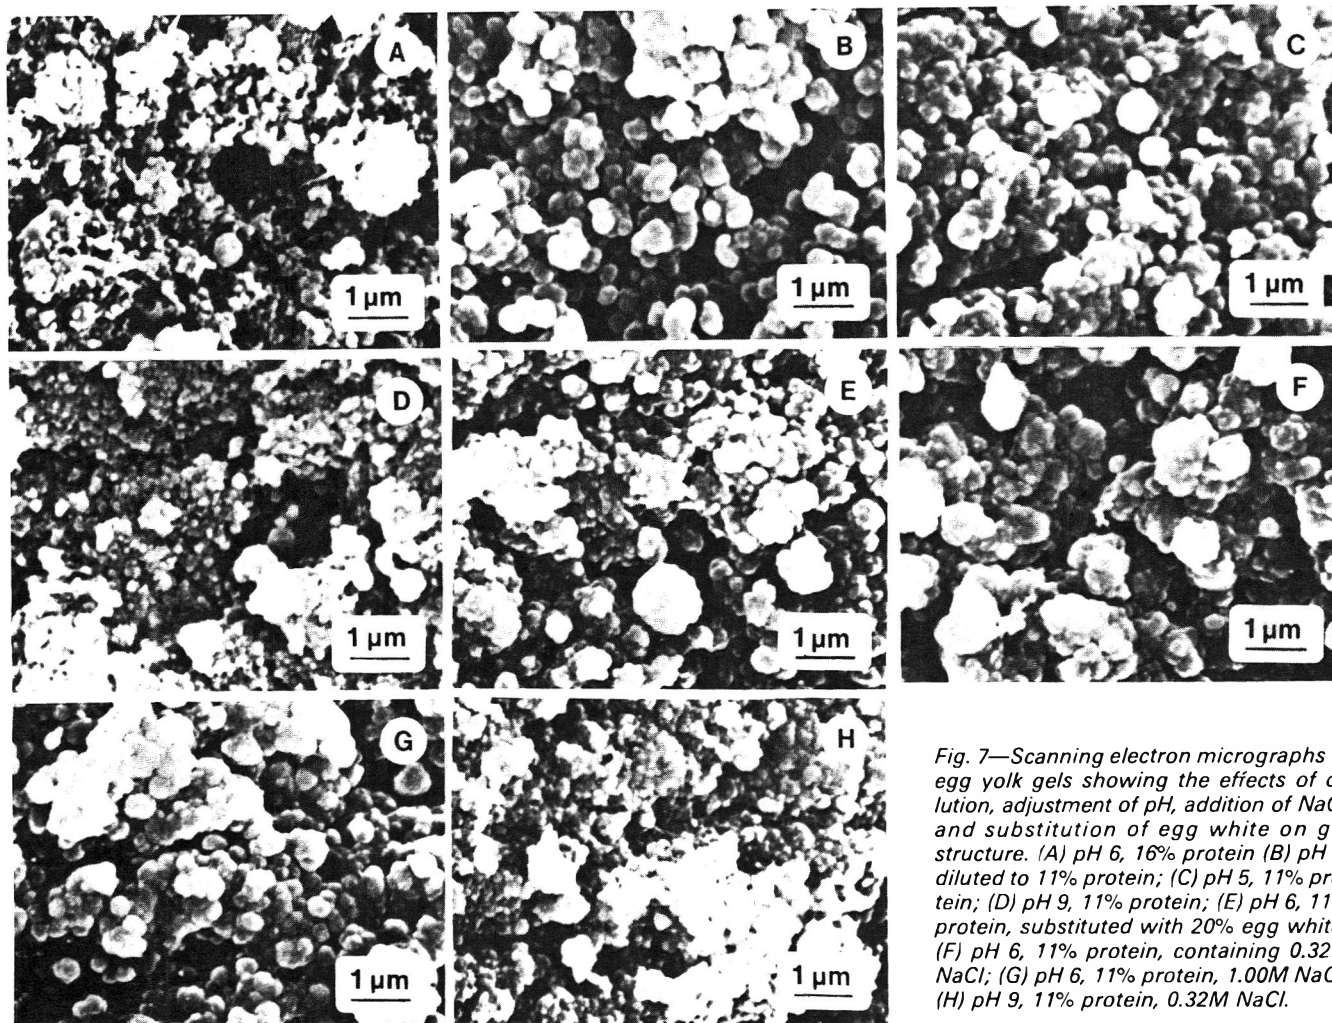 A
B
C
1 µm
1 µm
1 µm
D
E
F
1 µm
1 µm
1 µm
G
H
1 µm
1 µm
Fig. 7—Scanning electron micrographs
egg yolk gels showing the effects of
lution, adjustment of pH, addition of
and substitution of egg white on
structure. (A) pH 6, 16% protein (B) pH
diluted to 11% protein; (C) pH 5, 11%
tein; (D) pH 9, 11% protein; (E) pH 6,
protein, substituted with 20% egg
(F) pH 6, 11% protein, containing
NaCl; (G) pH 6, 11% protein, 1.00M
(H) pH 9, 11% protein, 0.32M NaCl.